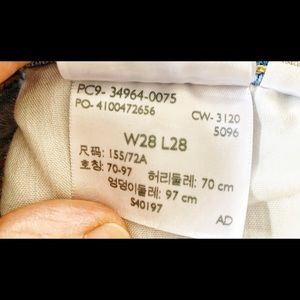 PC9- 34964-0075
PO- 4100472656 CW- 3120
5096
W28 L28
尺码: 155/72A
호칭: 70-97 허리둘레: 70 cm
엉덩이둘레: 97 cm
S40197
AD